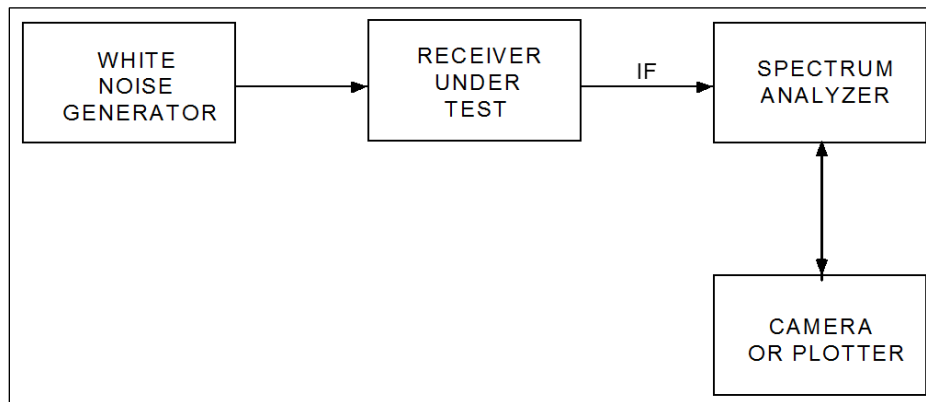 WHITE
NOISE
GENERATOR
RECEIVER
UNDER
TEST
IF
SPECTRUM
ANALYZER
CAMERA
OR PLOTTER